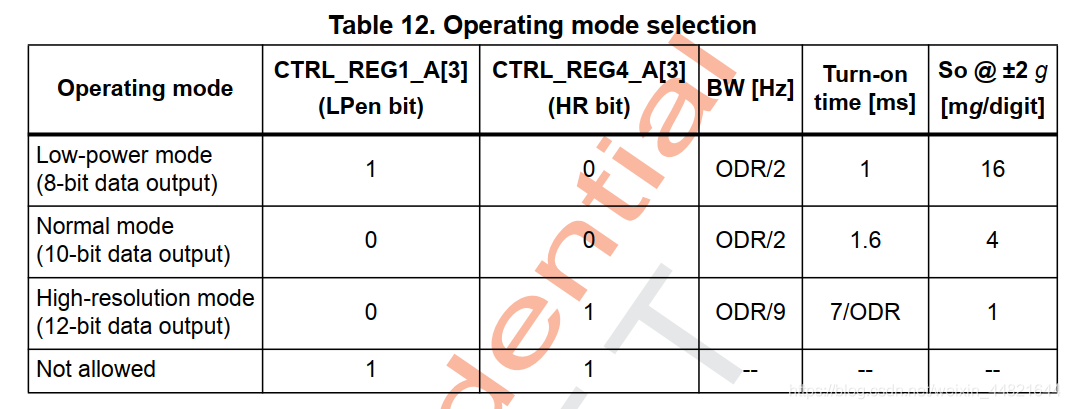 Table 12. Operating mode selection
Operating mode CTRL_REG1_A[3] (LPen bit) CTRL_REG4_A[3] (HR bit) BW [Hz] Turn-on time [ms] So @ ±2 g [mg/digit]
Low-power mode (8-bit data output) 1 0 ODR/2 1 16
Normal mode (10-bit data output) 0 0 ODR/2 1.6 4
High-resolution mode (12-bit data output) 0 1 ODR/9 7/ODR 1
Not allowed 1 1 -- -- --
dential
T
https://blog.csdn.net/weixin_44821644